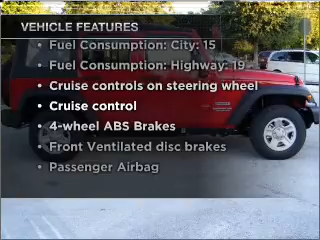 VEHICLE FEATURES
• Fuel Consumption: City: 15
• Fuel Consumption: Highway: 19
• Cruise controls on steering wheel
• Cruise control
• 4-wheel ABS Brakes
• Front Ventilated disc brakes
• Passenger Airbag